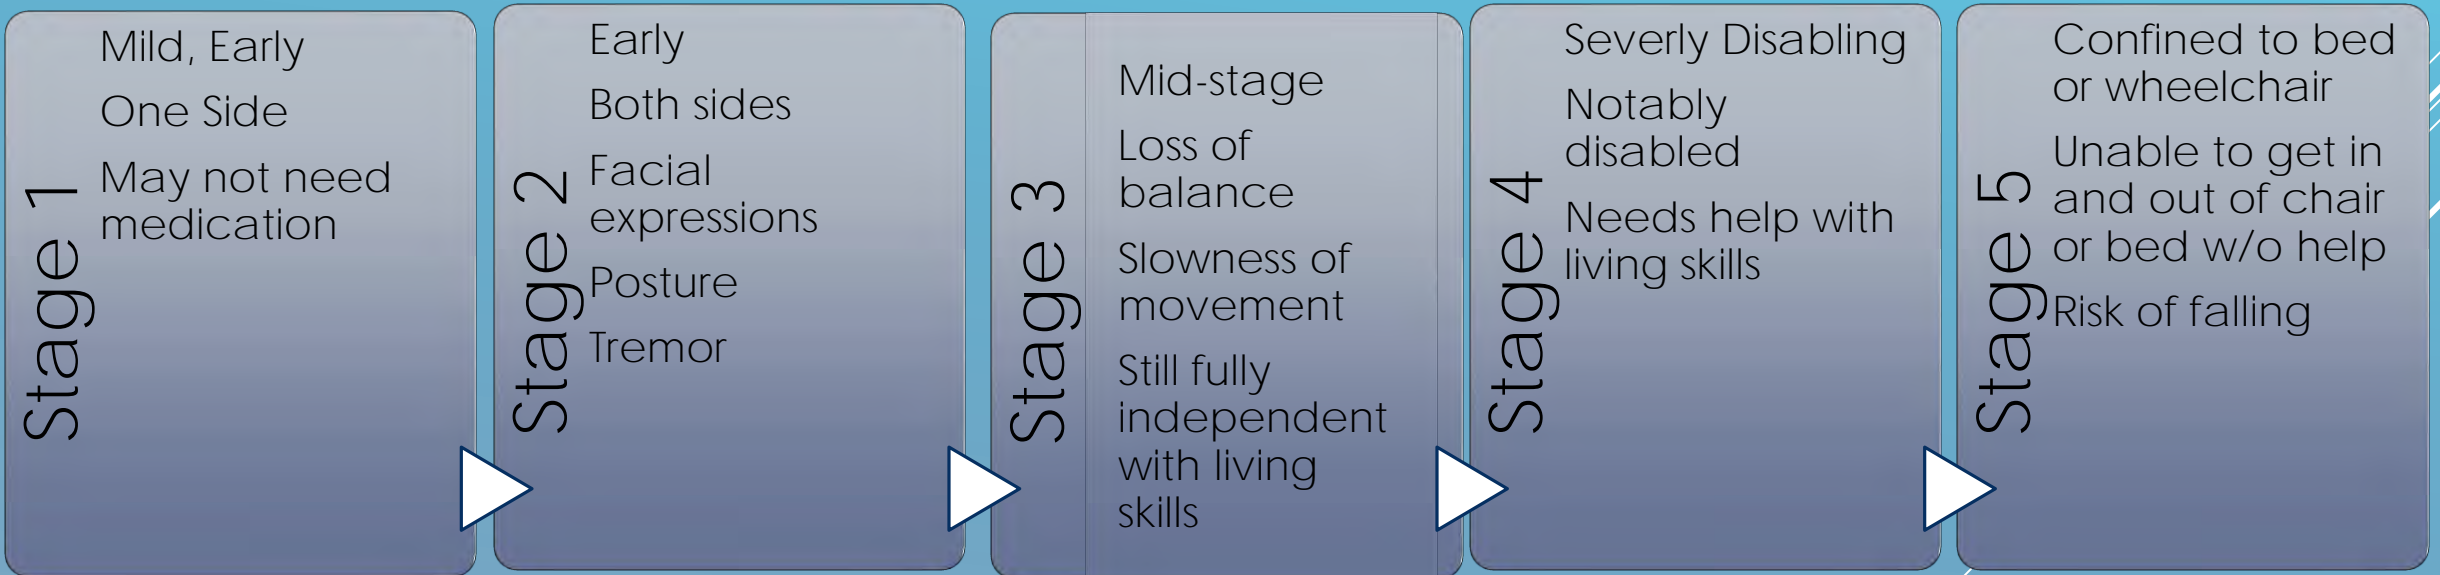 Stage 1
Mild, Early
One Side
May not need
medication
Stage 2
Early
Both sides
Facial
expressions
Posture
Tremor
Stage 3
Mid-stage
Loss of
balance
Slowness of
movement
Still fully
independent
with living
skills
Stage 4
Severly Disabling
Notably
disabled
Needs help with
living skills
Stage 5
Confined to bed
or wheelchair
Unable to get in
and out of chair
or bed w/o help
Risk of falling